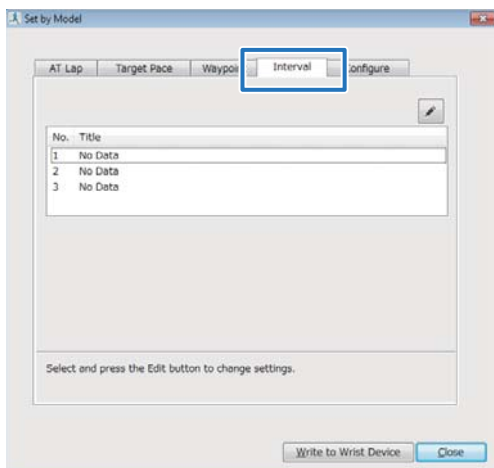 Set by Model
AT Lap Target Pace Waypoi Interval onfigure
No. Title
1 No Data
2 No Data
3 No Data
Select and press the Edit button to change settings.
Write to Wrist Device Close